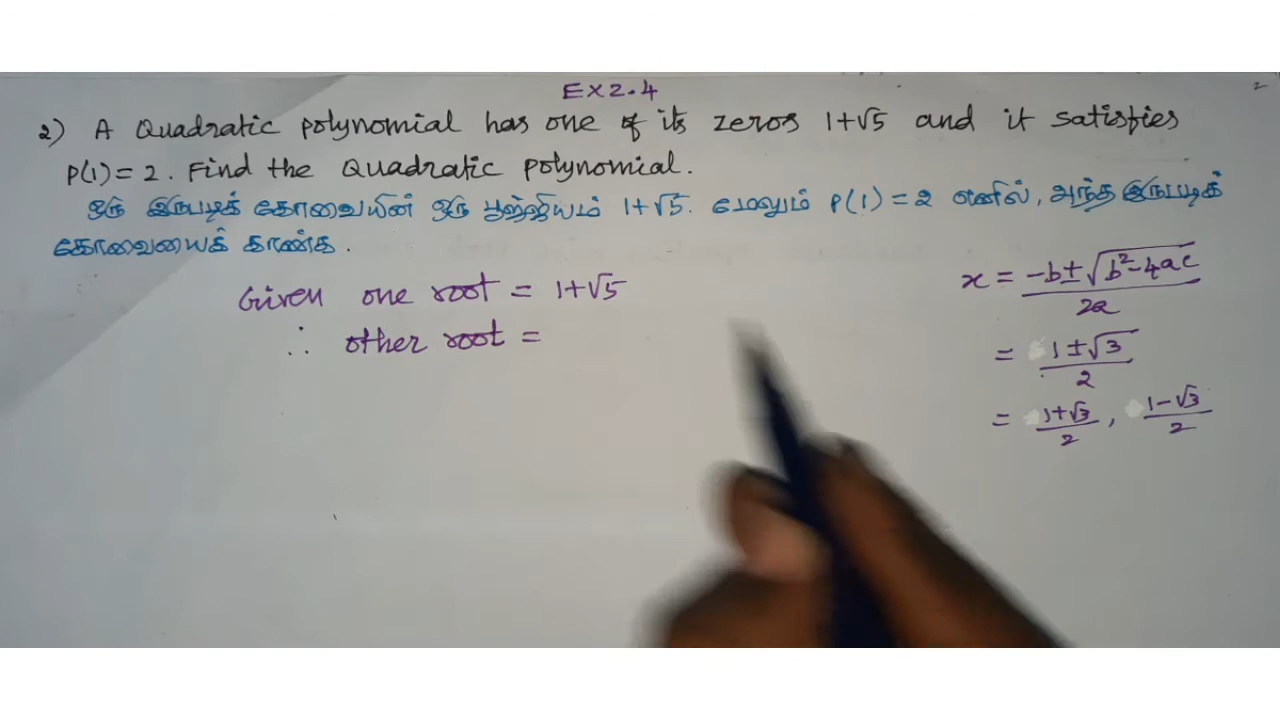 Ex 2.4
2
2) A Quadratic polynomial has one of its zeros 1+√5 and it satisfies
p(1) = 2. Find the Quadratic polynomial.
ஒரு இருபடிக் கோவையின் ஒரு பூஜ்ஜியம் 1+√5. மேலும் p(1) = 2 எனில், அந்த இருபடிக்
கோவையைக் காண்க.
Given one root = 1+√5
∴ other root =
x = -b±√b²-4ac / 2a
= 1±√3 / 2
= 1+√3 / 2, 1-√3 / 2